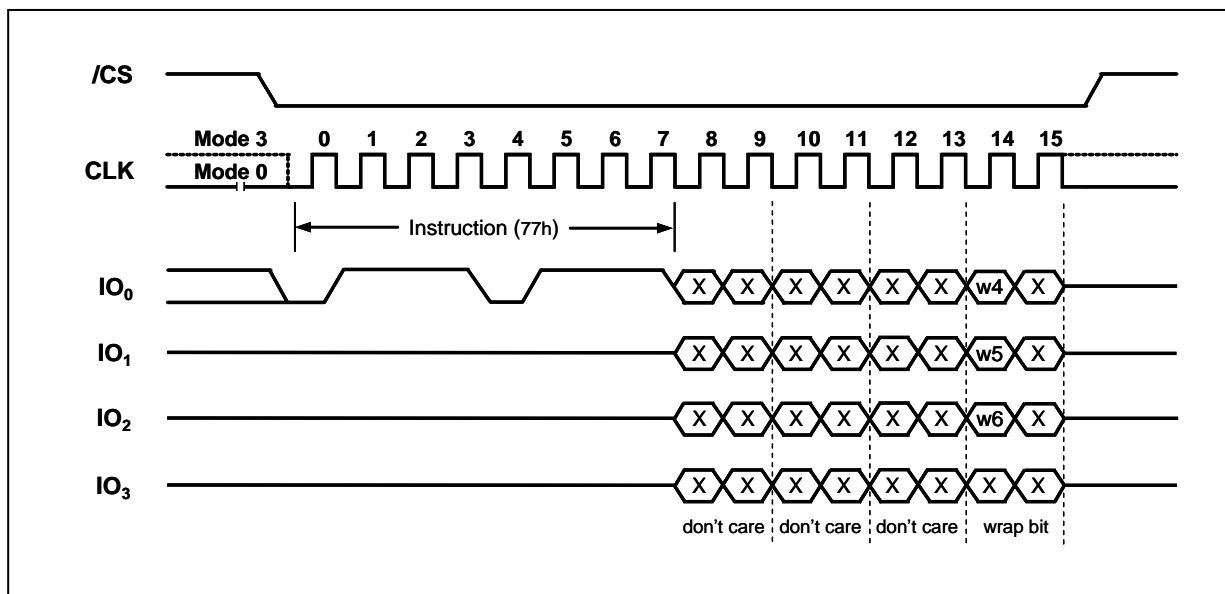 /CS
Mode 3 0 1 2 3 4 5 6 7 8 9 10 11 12 13 14 15
CLK Mode 0
Instruction (77h)
IO0 X X X X X X w4 X
IO1 X X X X X X w5 X
IO2 X X X X X X w6 X
IO3 X X X X X X X X
don't care don't care don't care wrap bit